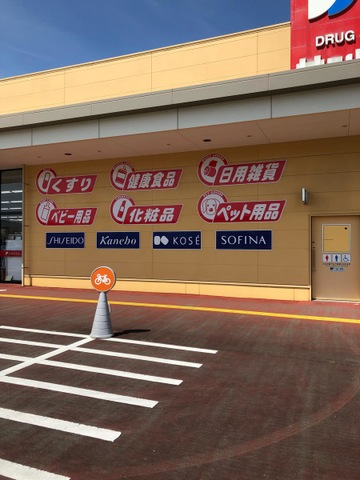 DRUG
くすり
健康食品
日用雑貨
ベビー用品
化粧品
ペット用品
SHISEIDO
Kanebo
KOSÉ
SOFINA